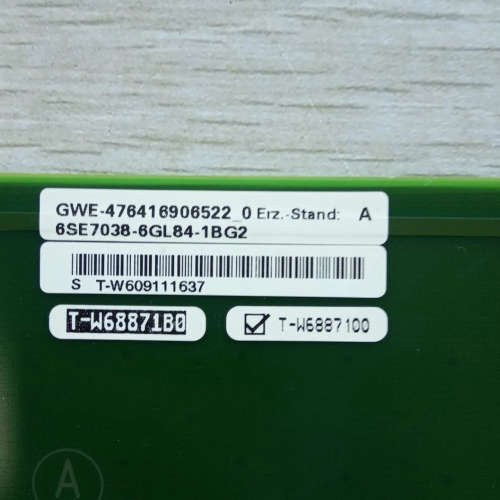 GWE-476416906522_0 Erz.-Stand: A
6SE7038-6GL84-1BG2
S T-W609111637
T-W68871B0
T-W6887100
A